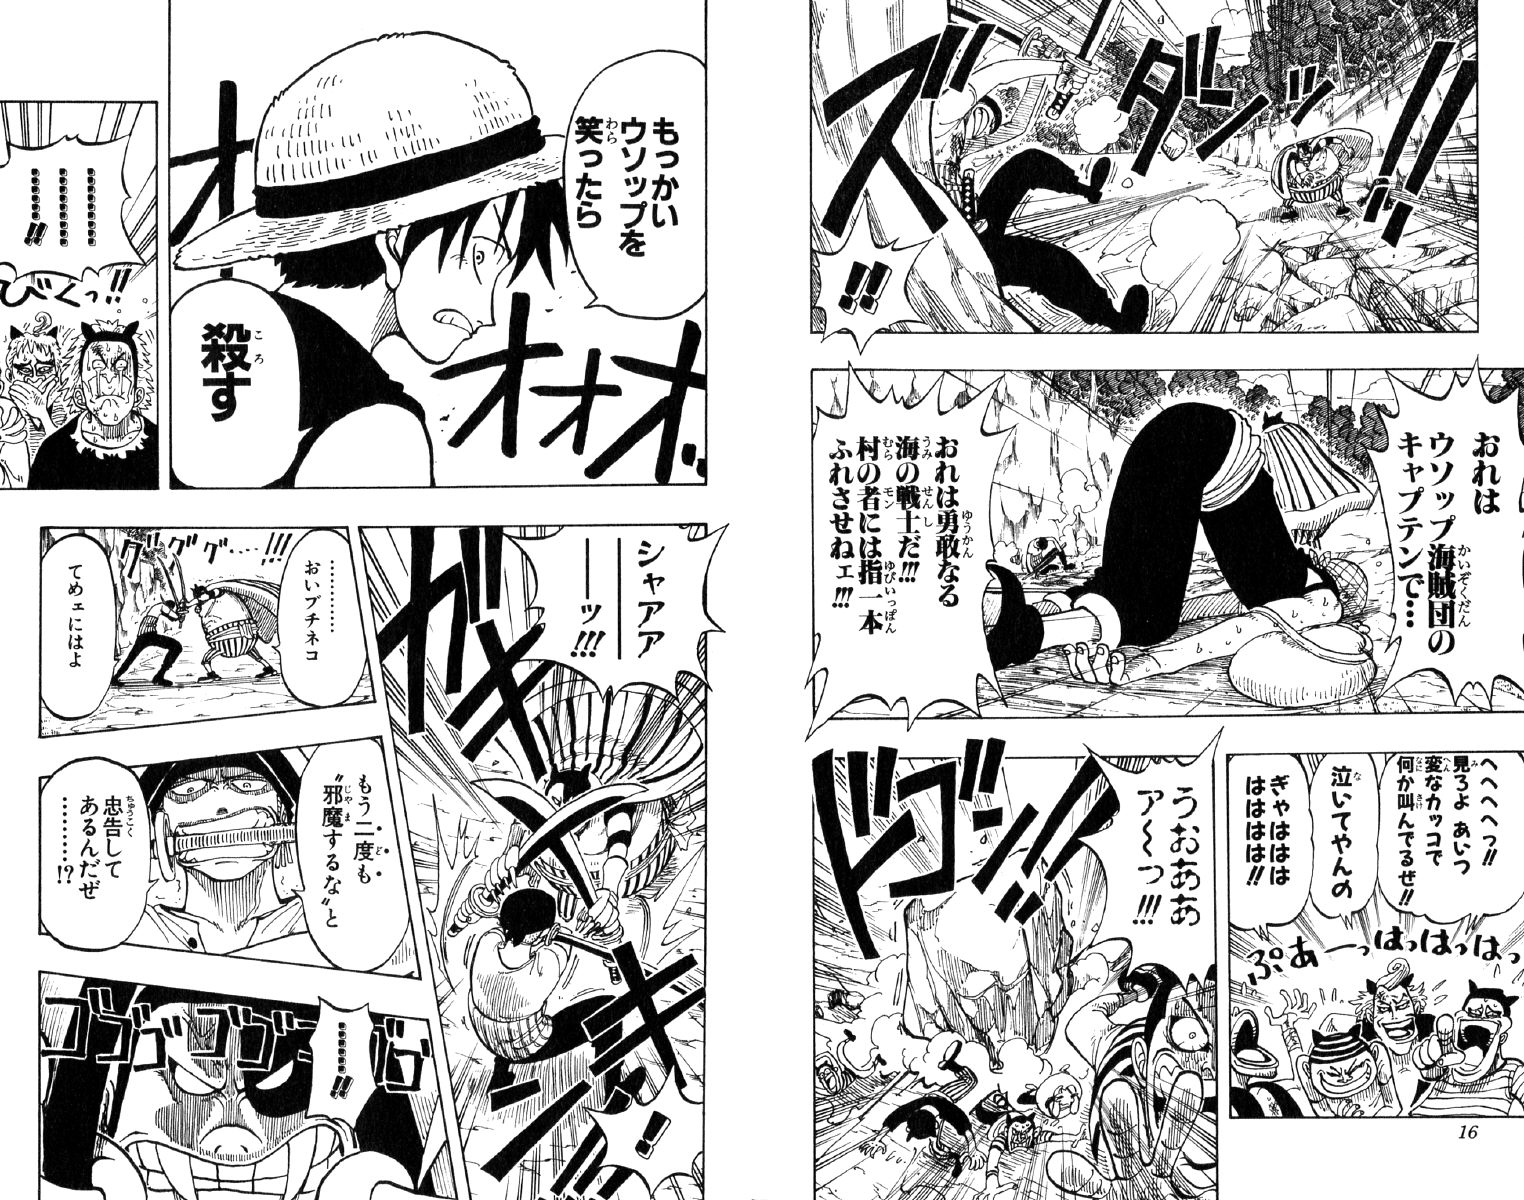 ズダンッ!!
!!
おれは
ウソップ海賊団の
キャプテンで…
おれは勇敢なる
海の戦士だ!!!
村の者には指一本
ふれさせねェ!!!
へへへへっ!!
見ろよ あいつ
変なカッコで
何か叫んでるぜ!!
泣いてやんの
ぎゃははは
はははは!!
ぷあーっはっはっはっ
うおああ
ア〜っ!!!
ドゴン!!
16
もっかい
ウソップを
笑ったら
殺す
オオオオオッ
……………………!!
びくっ!!
シャアア
――ッ!!!
ガキィン
!
グググ…‥!!!
………
おいブチネコ
てめェにはよ
もう二度も
〝邪魔するな〟と
忠告して
あるんだぜ
………!?
………!!
ゴゴゴゴゴゴゴ